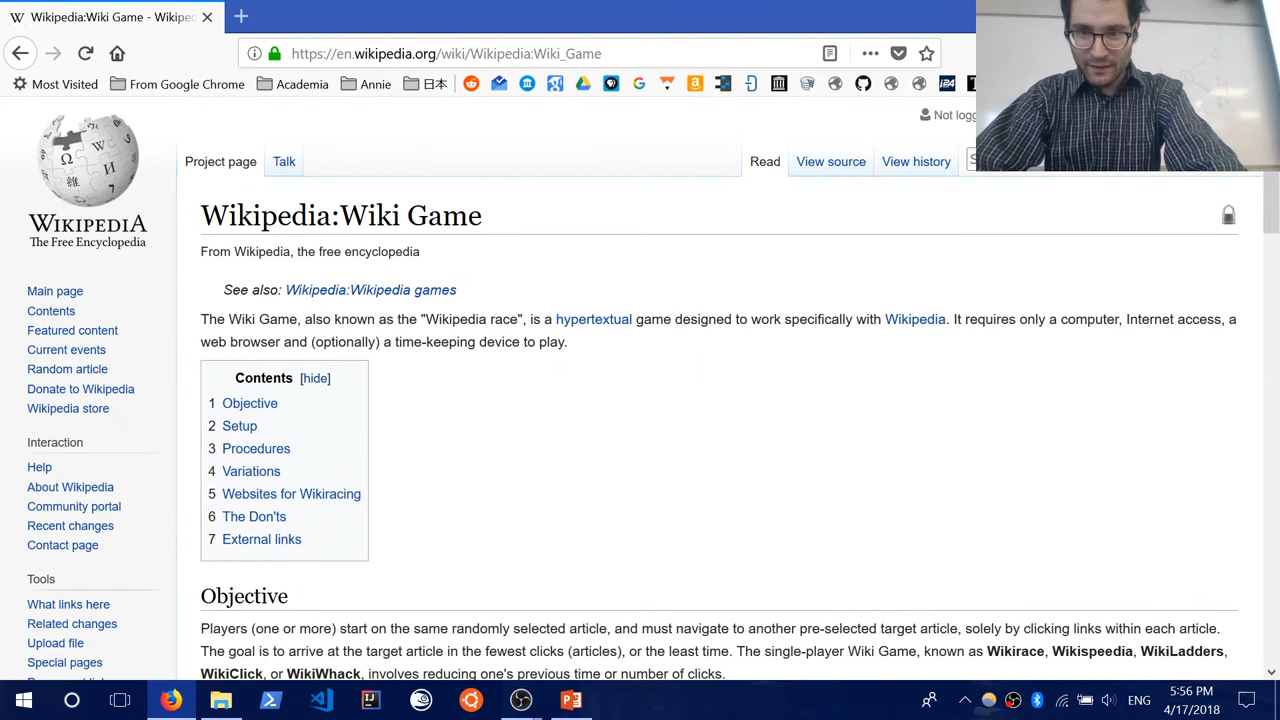 Wikipedia:Wiki Game - Wikiped
https://en.wikipedia.org/wiki/Wikipedia:Wiki_Game
Most Visited
From Google Chrom
Academia
Annie
日本
Not logg
Project page
Talk
Read
View source
View history
S
WIKIPEDIA
The Free Encyclopedia
Main page
Contents
Featured content
Current events
Random article
Donate to Wikipedia
Wikipedia store
Interaction
Help
About Wikipedia
Community portal
Recent changes
Contact page
Tools
What links here
Related changes
Upload file
Special pages
Wikipedia:Wiki Game
From Wikipedia, the free encyclopedia
See also: Wikipedia:Wikipedia games
The Wiki Game, also known as the "Wikipedia race", is a hypertextual game designed to work specifically with Wikipedia. It requires only a computer, Internet access, a
web browser and (optionally) a time-keeping device to play.
Contents [hide]
1 Objective
2 Setup
3 Procedures
4 Variations
5 Websites for Wikiracing
6 The Don'ts
7 External links
Objective
Players (one or more) start on the same randomly selected article, and must navigate to another pre-selected target article, solely by clicking links within each article.
The goal is to arrive at the target article in the fewest clicks (articles), or the least time. The single-player Wiki Game, known as Wikirace, Wikispeedia, WikiLadders,
WikiClick, or WikiWhack, involves reducing one's previous time or number of clicks.
ENG
5:56 PM
4/17/2018